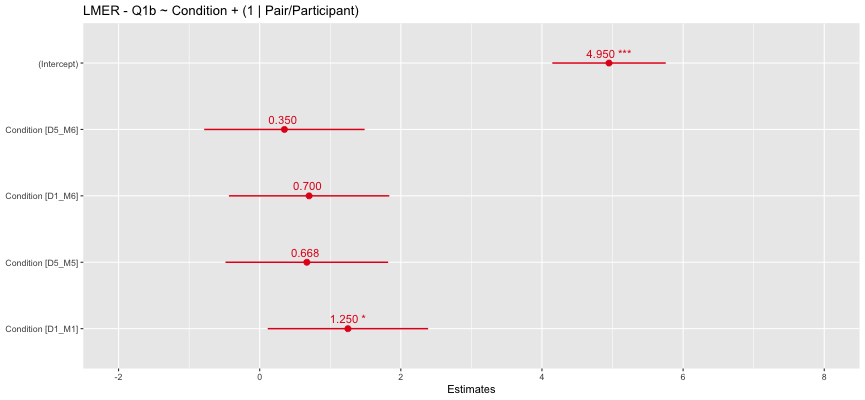 LMER - Q1b ~ Condition + (1 | Pair/Participant)
4.950 ***
(Intercept)
0.350
Condition [D5_M6]
0.700
Condition [D1_M6]
0.668
Condition [D5_M5]
1.250 *
Condition [D1_M1]
-2 0 2 4 6 8
Estimates